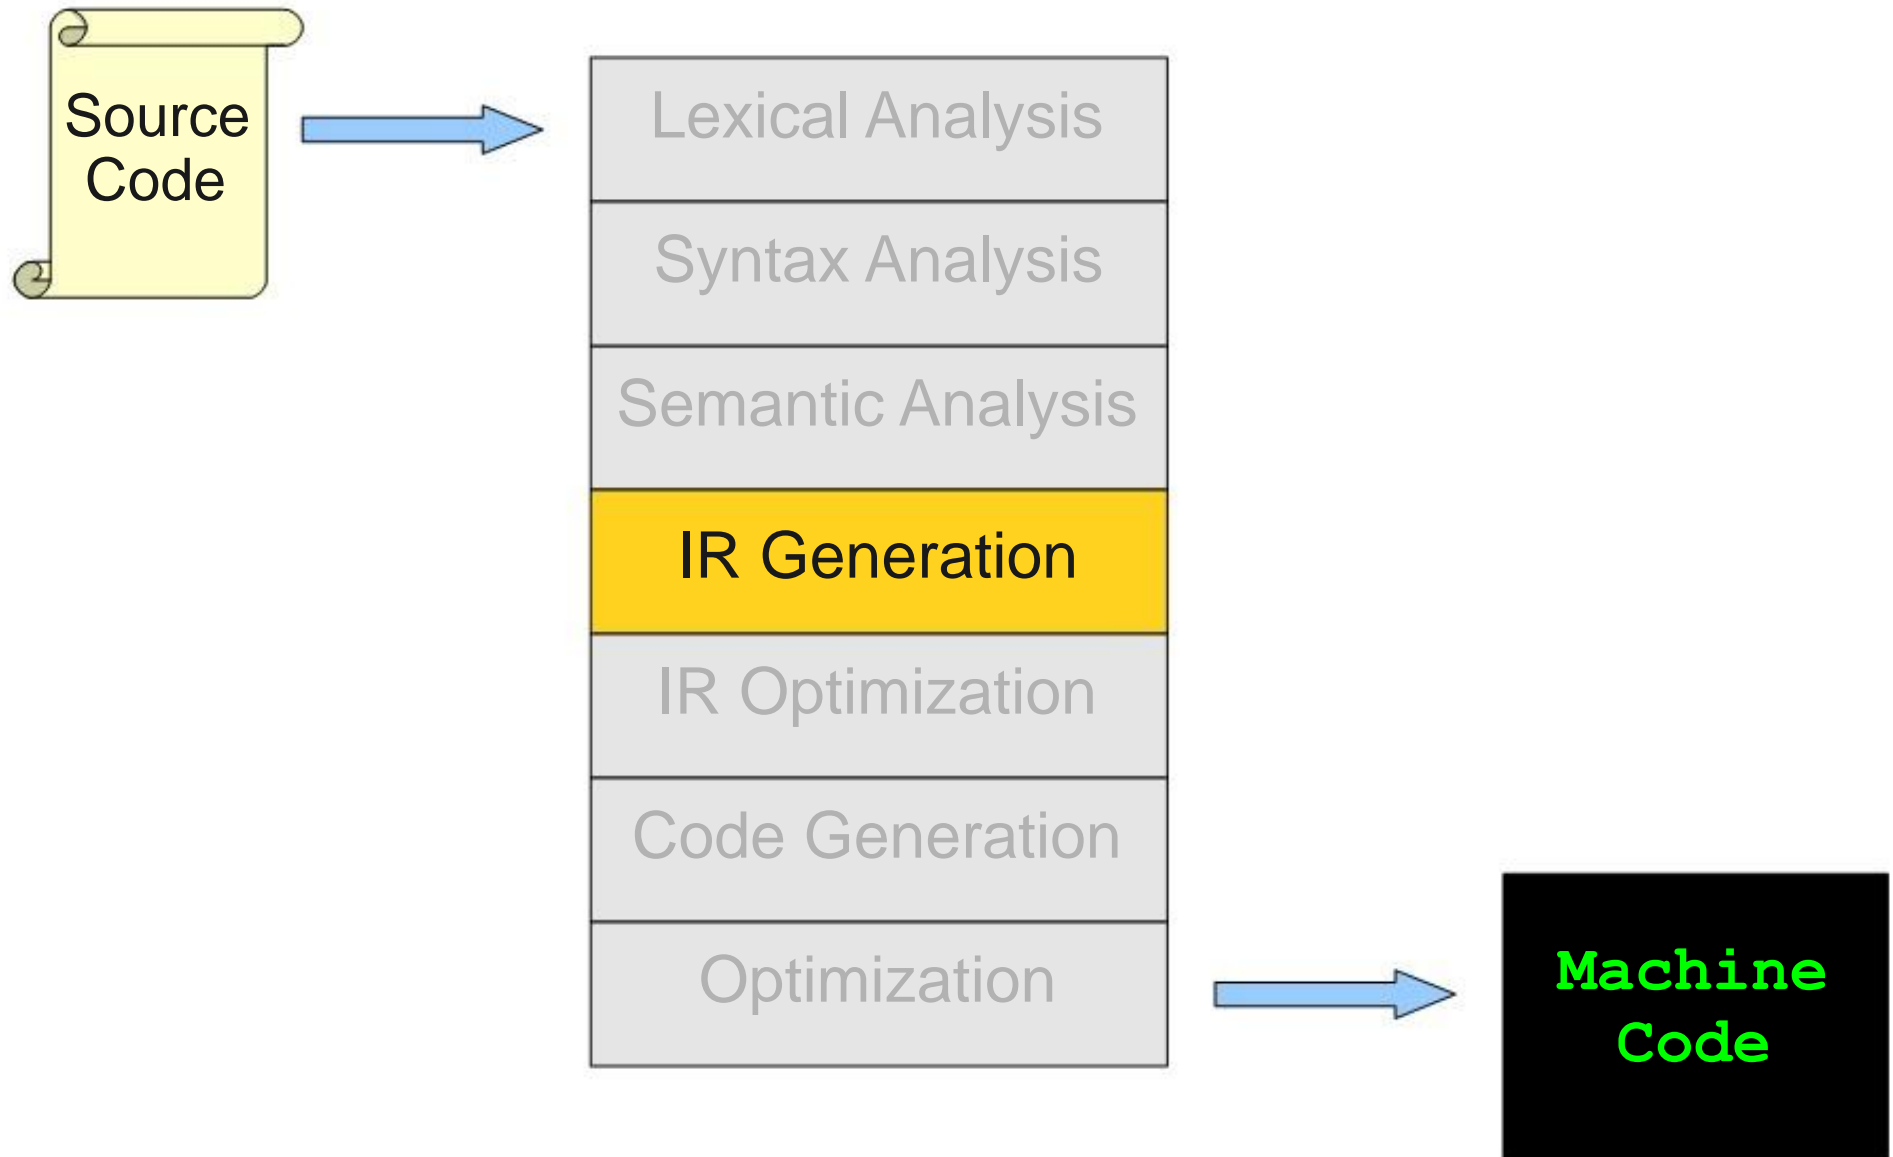 Source
Code
Lexical Analysis
Syntax Analysis
Semantic Analysis
IR Generation
IR Optimization
Code Generation
Optimization
Machine
Code